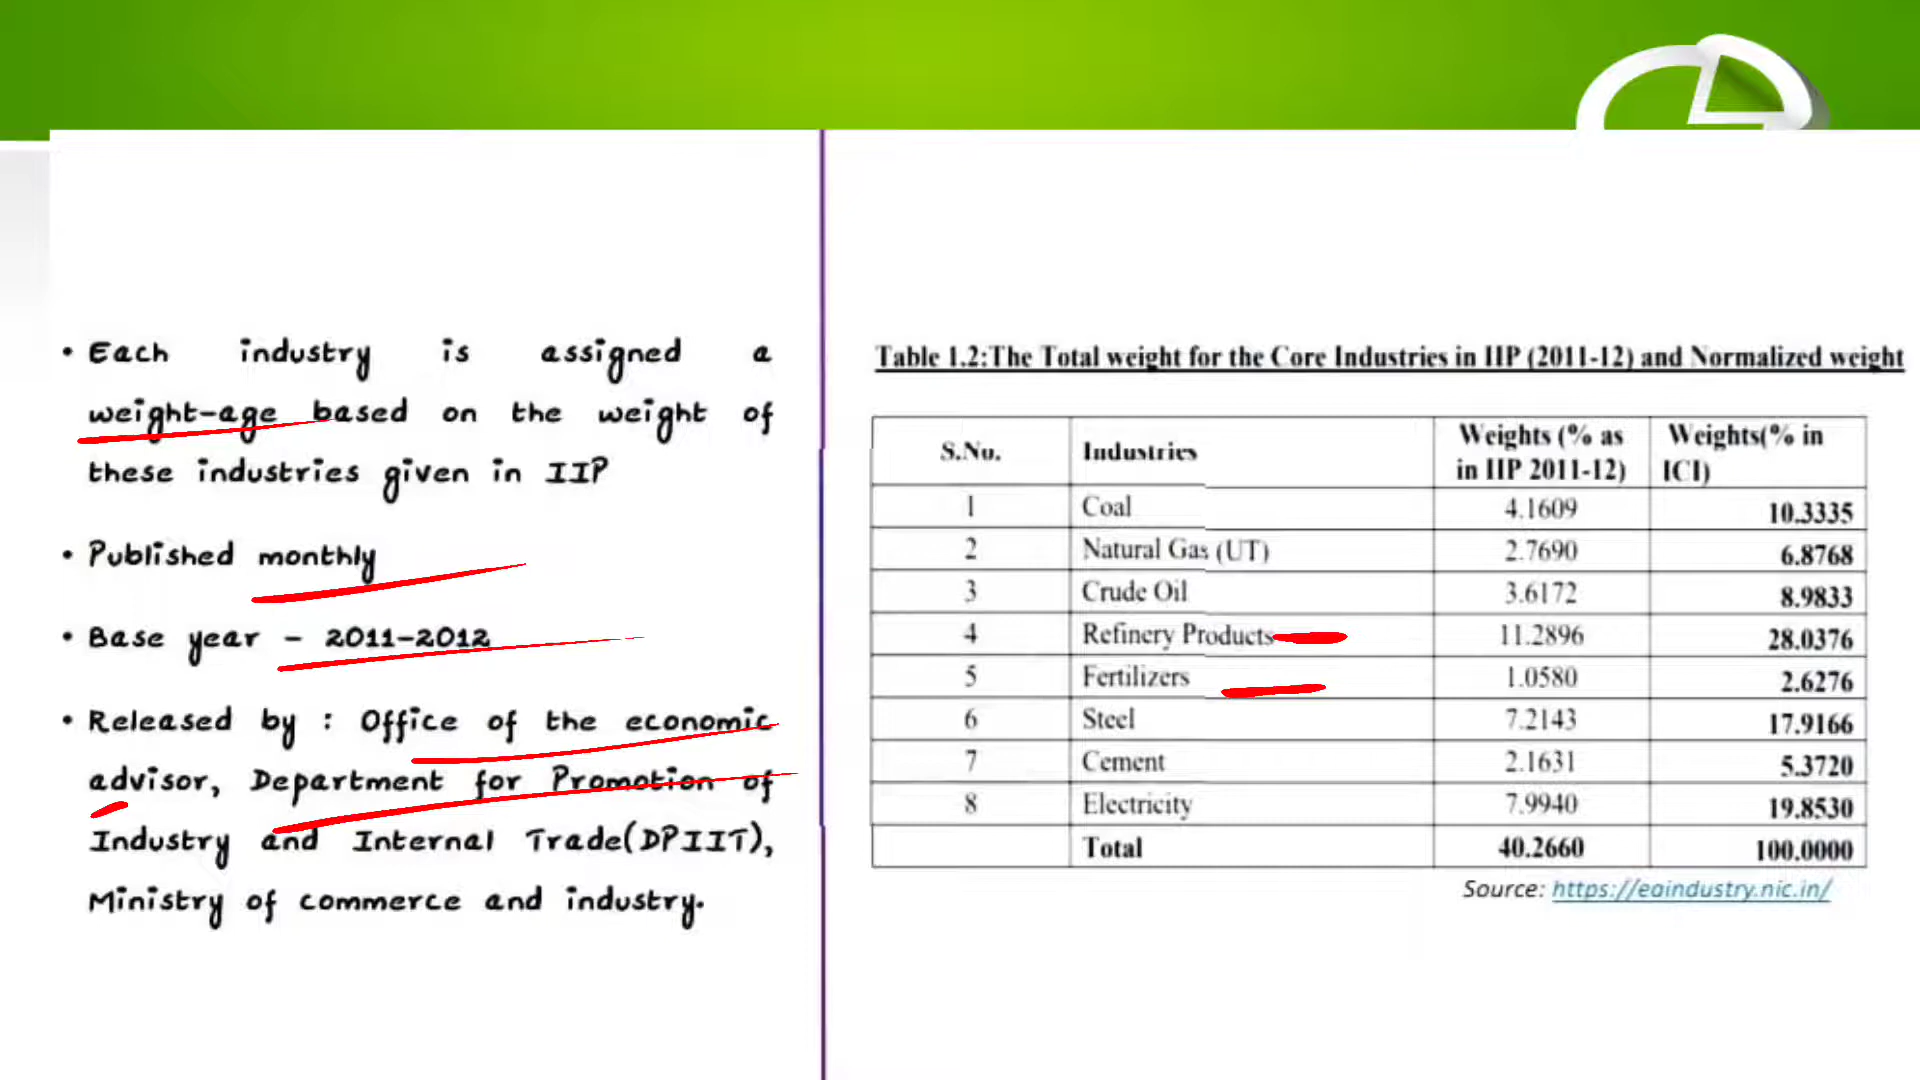 • Each industry is assigned a
weight-age based on the weight of
these industries given in IIP
• Published monthly
• Base year - 2011-2012
• Released by : Office of the economic
advisor, Department for Promotion of
Industry and Internal Trade(DPIIT),
Ministry of commerce and industry.
Table 1.2:The Total weight for the Core Industries in IIP (2011-12) and Normalized weight
S.No. Industries Weights (% as in IIP 2011-12) Weights(% in ICI)
1 Coal 4.1609 10.3335
2 Natural Gas (UT) 2.7690 6.8768
3 Crude Oil 3.6172 8.9833
4 Refinery Products 11.2896 28.0376
5 Fertilizers 1.0580 2.6276
6 Steel 7.2143 17.9166
7 Cement 2.1631 5.3720
8 Electricity 7.9940 19.8530
Total 40.2660 100.0000
Source: https://eaindustry.nic.in/